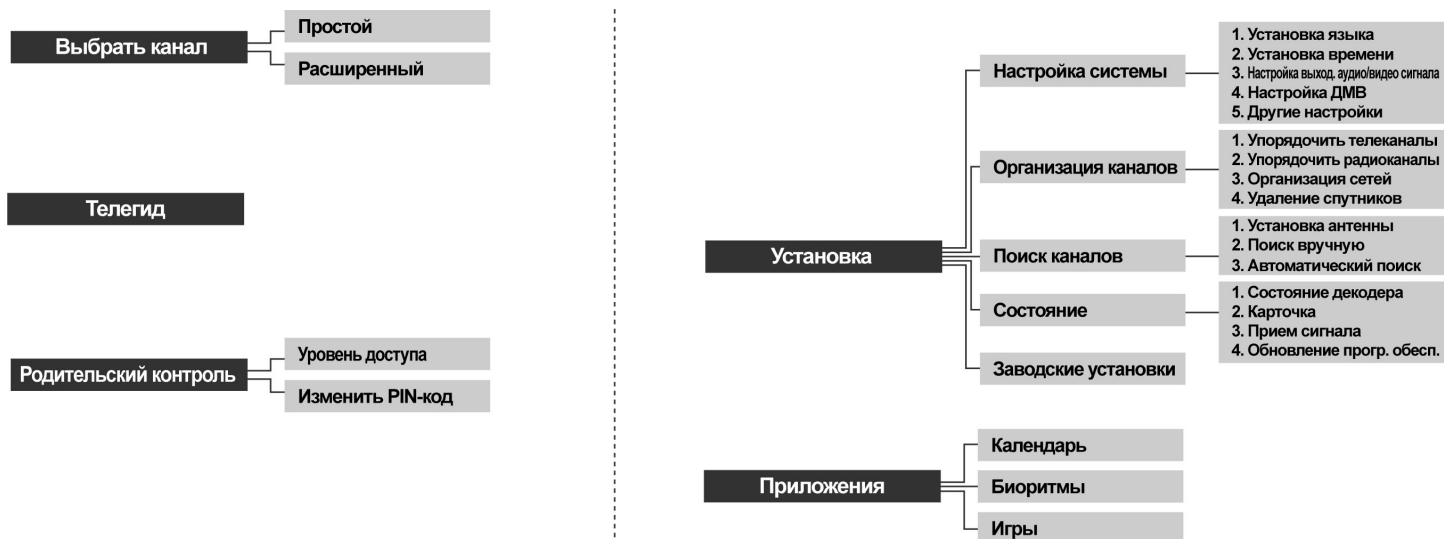 Выбрать канал
Простой
Расширенный
Телегид
Родительский контроль
Уровень доступа
Изменить PIN-код
Установка
Настройка системы
1. Установка языка
2. Установка времени
3. Настройка выход. аудио/видео сигнала
4. Настройка ДМВ
5. Другие настройки
Организация каналов
1. Упорядочить телеканалы
2. Упорядочить радиоканалы
3. Организация сетей
4. Удаление спутников
Поиск каналов
1. Установка антенны
2. Поиск вручную
3. Автоматический поиск
Состояние
1. Состояние декодера
2. Карточка
3. Прием сигнала
4. Обновление прогр. обесп.
Заводские установки
Приложения
Календарь
Биоритмы
Игры